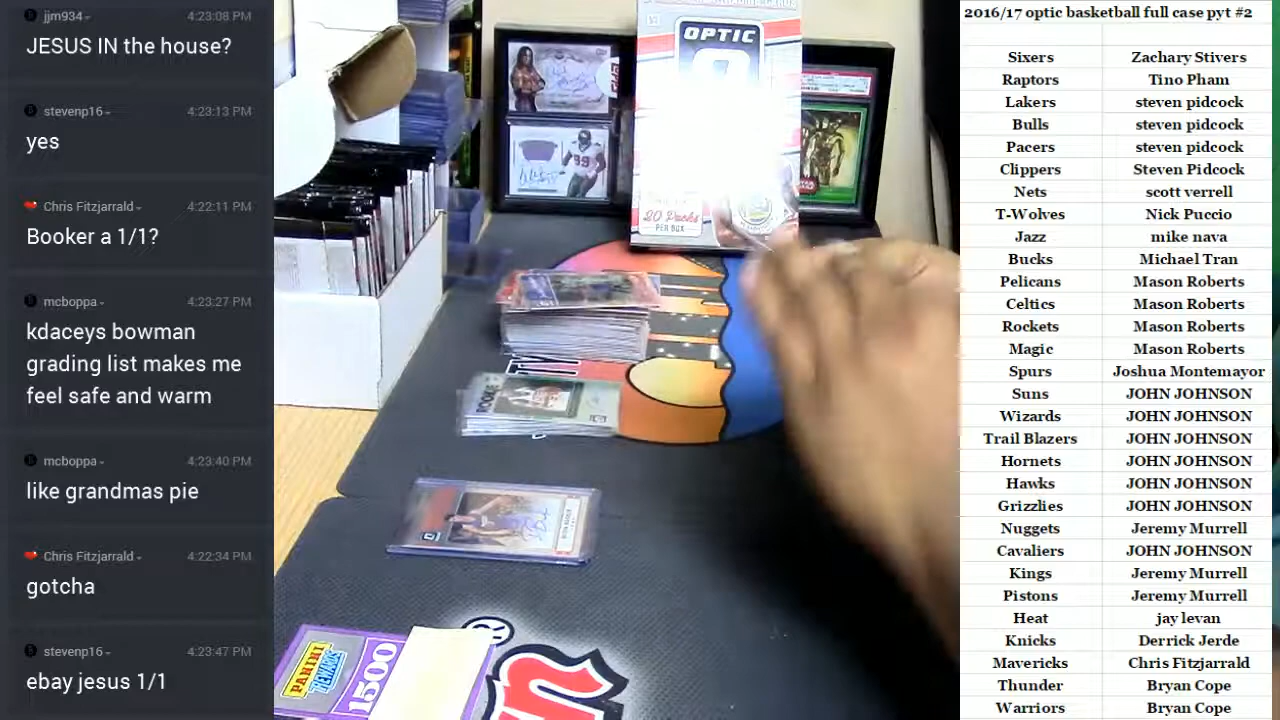 jjm934 4:23:08 PM
JESUS IN the house?
stevenp16 4:23:13 PM
yes
Chris Fitzjarrald 4:22:11 PM
Booker a 1/1?
mcboppa 4:23:27 PM
kdaceys bowman
grading list makes me
feel safe and warm
mcboppa 4:23:40 PM
like grandmas pie
Chris Fitzjarrald 4:22:34 PM
gotcha
stevenp16 4:23:47 PM
ebay jesus 1/1
OPTIC
20 Packs
PER BOX
99
ROOKIE
PANINI
REWARDS
1500
2016/17 optic basketball full case pyt #2
Sixers Zachary Stivers
Raptors Tino Pham
Lakers steven pidcock
Bulls steven pidcock
Pacers steven pidcock
Clippers Steven Pidcock
Nets scott verrell
T-Wolves Nick Puccio
Jazz mike nava
Bucks Michael Tran
Pelicans Mason Roberts
Celtics Mason Roberts
Rockets Mason Roberts
Magic Mason Roberts
Spurs Joshua Montemayor
Suns JOHN JOHNSON
Wizards JOHN JOHNSON
Trail Blazers JOHN JOHNSON
Hornets JOHN JOHNSON
Hawks JOHN JOHNSON
Grizzlies JOHN JOHNSON
Nuggets Jeremy Murrell
Cavaliers JOHN JOHNSON
Kings Jeremy Murrell
Pistons Jeremy Murrell
Heat jay levan
Knicks Derrick Jerde
Mavericks Chris Fitzjarrald
Thunder Bryan Cope
Warriors Bryan Cope